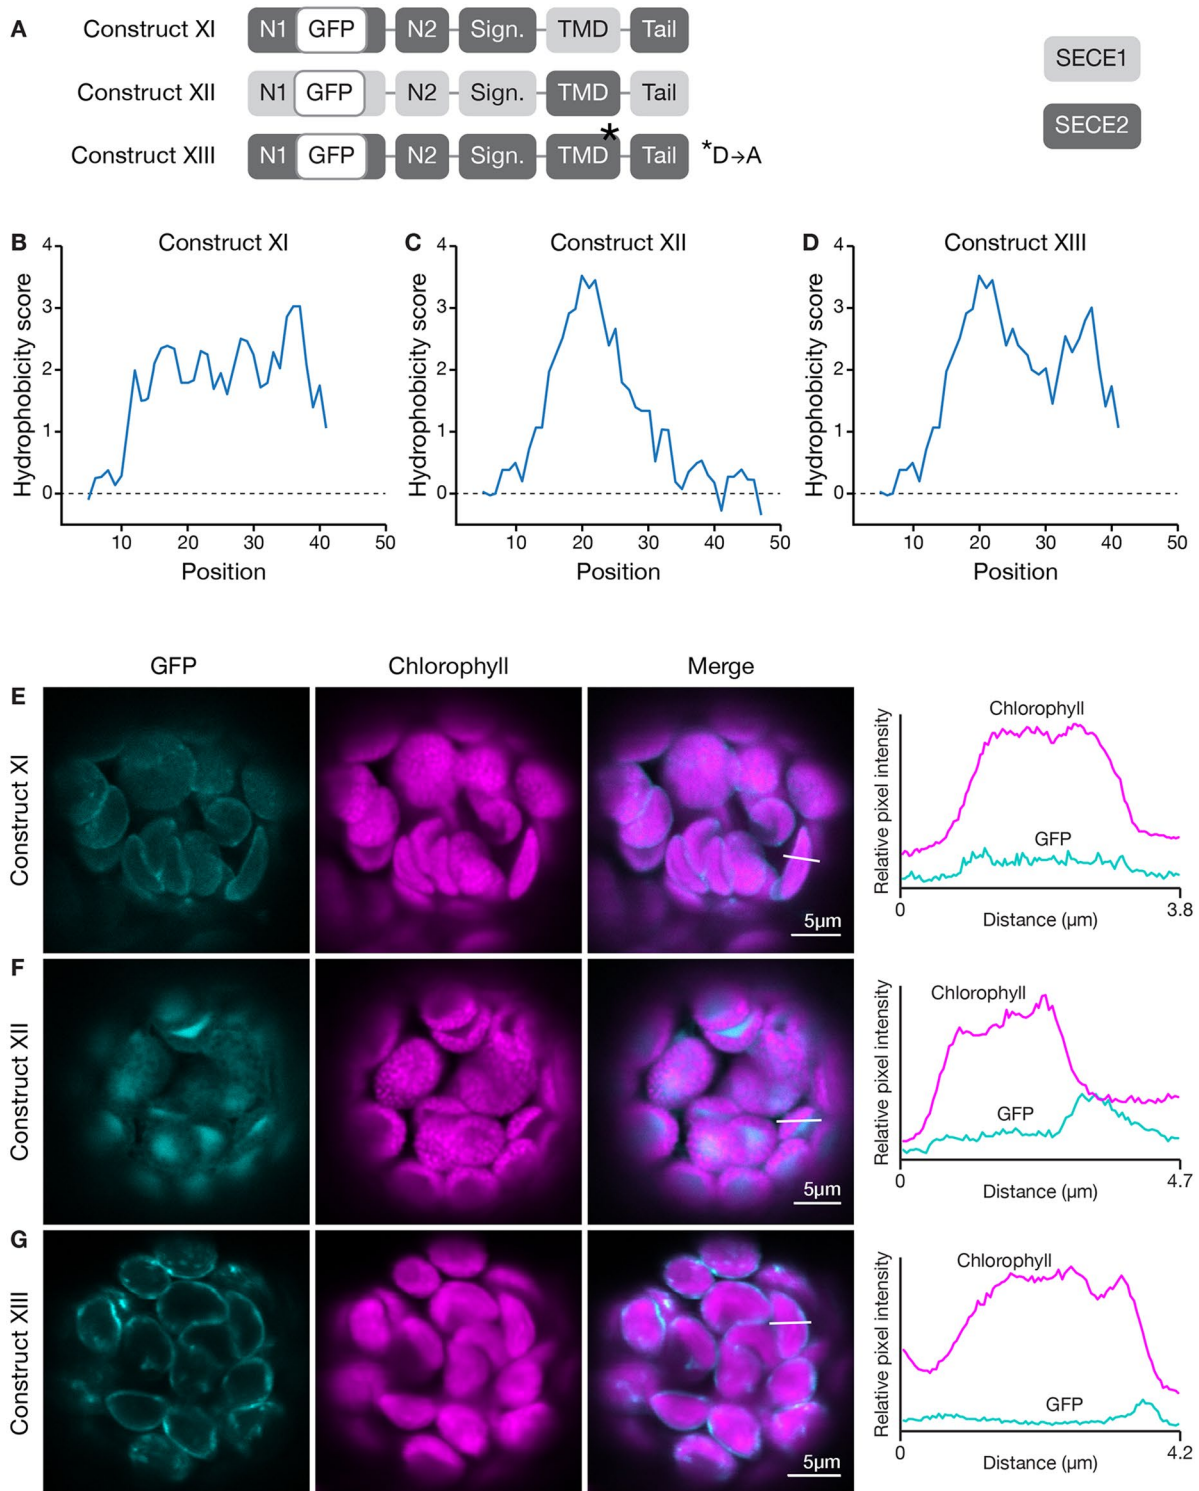 A
Construct XI
N1 GFP N2 Sign. TMD Tail
Construct XII
N1 GFP N2 Sign. TMD Tail
Construct XIII
N1 GFP N2 Sign. TMD* Tail
*D→A
SECE1
SECE2
B
Construct XI
Hydrophobicity score
4
3
2
1
0
10 20 30 40 50
Position
C
Construct XII
Hydrophobicity score
4
3
2
1
0
10 20 30 40 50
Position
D
Construct XIII
Hydrophobicity score
4
3
2
1
0
10 20 30 40 50
Position
GFP Chlorophyll Merge
E
Construct XI
5µm
Relative pixel intensity
Chlorophyll
GFP
0 3.8
Distance (µm)
F
Construct XII
5µm
Relative pixel intensity
Chlorophyll
GFP
0 4.7
Distance (µm)
G
Construct XIII
5µm
Relative pixel intensity
Chlorophyll
GFP
0 4.2
Distance (µm)